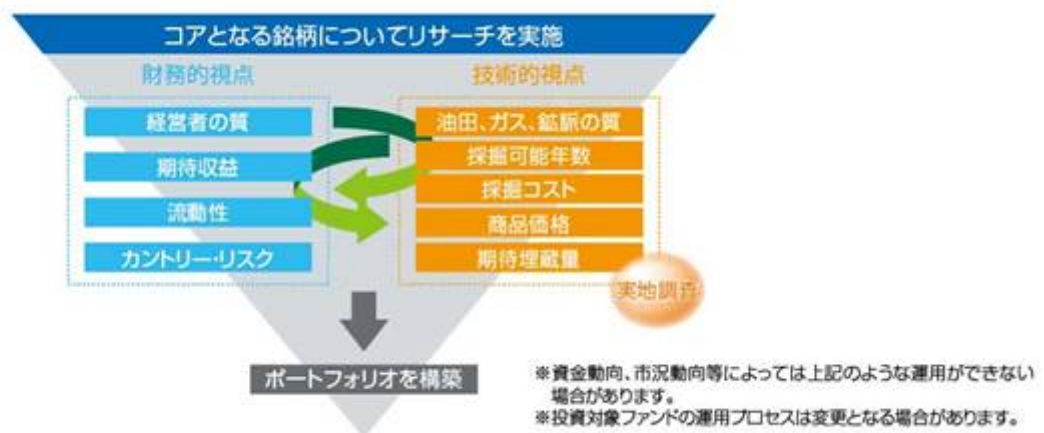 コアとなる銘柄についてリサーチを実施
財務的視点
経営者の質
期待収益
流動性
カントリー・リスク
技術的視点
油田、ガス、鉱脈の質
採掘可能年数
採掘コスト
商品価格
期待埋蔵量
実地調査
ポートフォリオを構築
※資金動向、市況動向等によっては上記のような運用ができない
場合があります。
※投資対象ファンドの運用プロセスは変更となる場合があります。